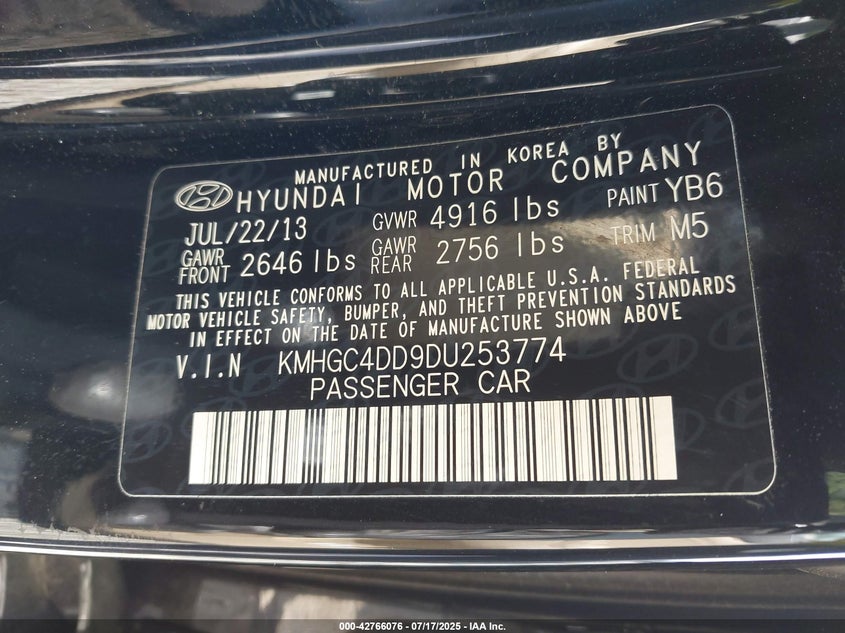 MANUFACTURED IN KOREA BY
HYUNDAI MOTOR COMPANY
JUL/22/13 GVWR 4916 lbs PAINT YB6
GAWR FRONT 2646 lbs GAWR REAR 2756 lbs TRIM M5
THIS VEHICLE CONFORMS TO ALL APPLICABLE U.S.A. FEDERAL
MOTOR VEHICLE SAFETY, BUMPER, AND THEFT PREVENTION STANDARDS
IN EFFECT ON THE DATE OF MANUFACTURE SHOWN ABOVE
V.I.N KMHGC4DD9DU253774
PASSENGER CAR
000-42766076 / 07/17/2025 - IAA Inc.